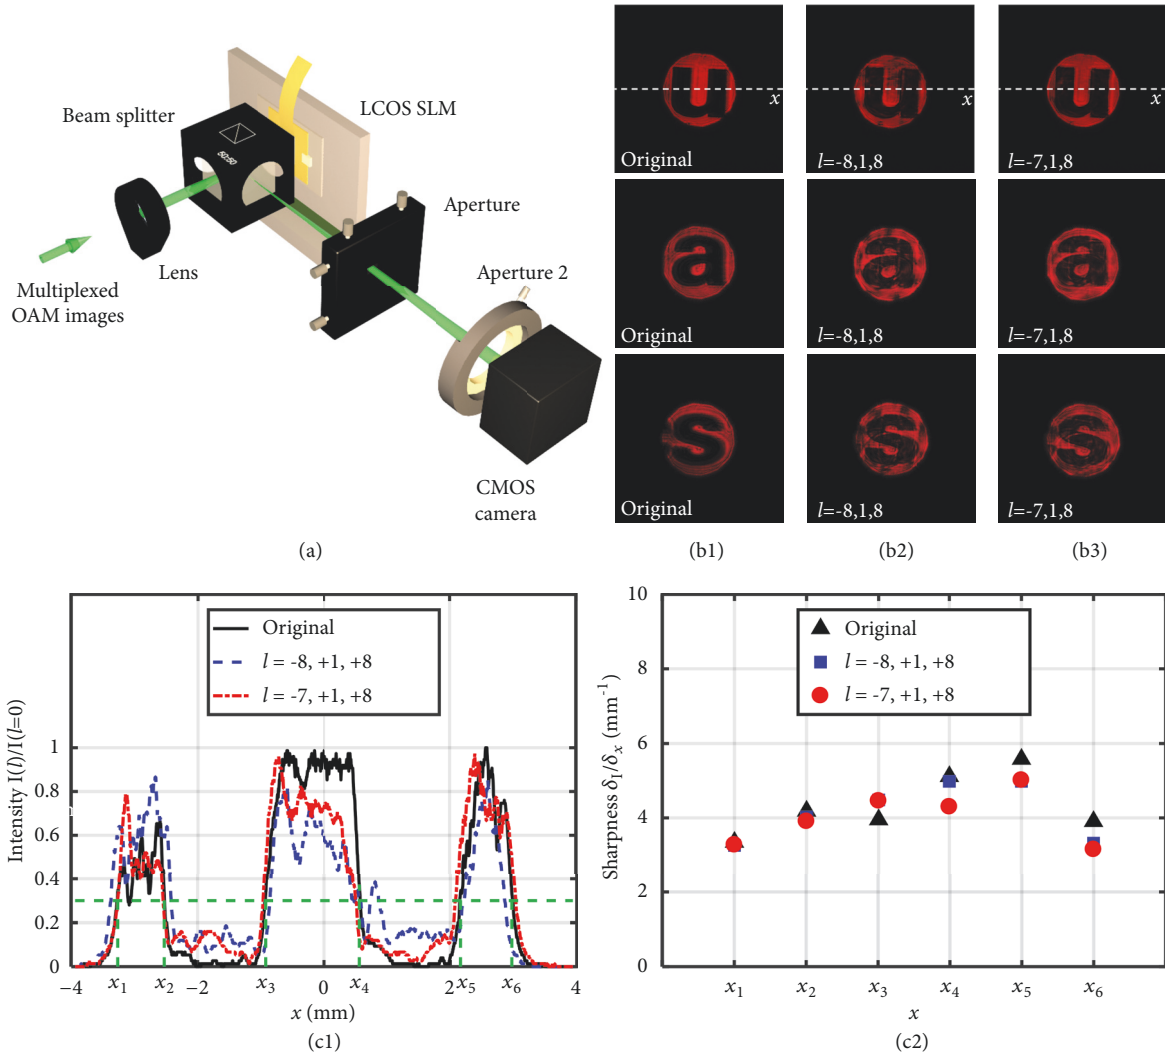 Beam splitter
LCOS SLM
50:50
Aperture
Lens
Aperture 2
Multiplexed
OAM images
CMOS
camera
(a)
u
x
Original
u
x
l=-8,1,8
u
x
l=-7,1,8
a
Original
a
l=-8,1,8
a
l=-7,1,8
s
Original
s
l=-8,1,8
s
l=-7,1,8
(b1)
(b2)
(b3)
Original
l = -8, +1, +8
l = -7, +1, +8
Intensity I(l)/I(l=0)
1
0.8
0.6
0.4
0.2
0
−4 x1 x2 -2 x3 0 x4 2 x5 x6 4
x (mm)
(c1)
Original
l = -8, +1, +8
l = -7, +1, +8
Sharpness δI/δx (mm-1)
10
8
6
4
2
0
x1 x2 x3 x4 x5 x6
x
(c2)